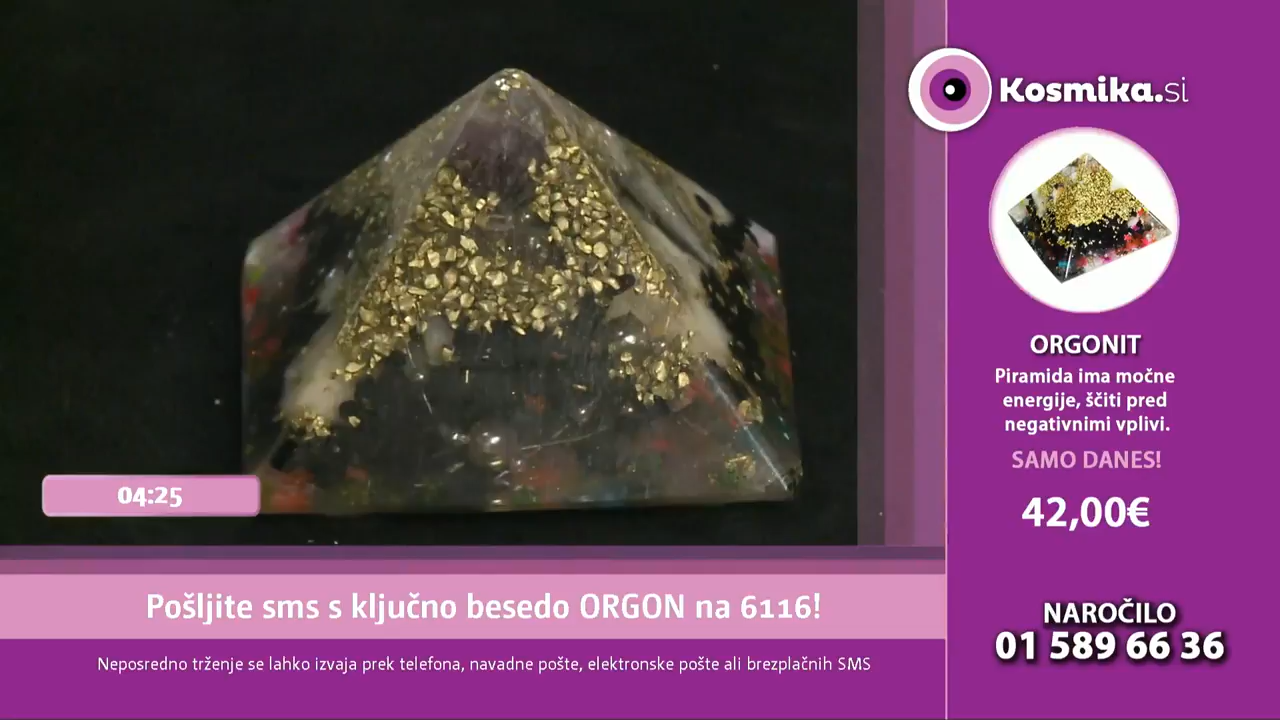 Kosmika.si
ORGONIT
Piramida ima močne
energije, ščiti pred
negativnimi vplivi.
SAMO DANES!
42,00€
04:25
Pošljite sms s ključno besedo ORGON na 6116!
NAROČILO
01 589 66 36
Neposredno trženje se lahko izvaja prek telefona, navadne pošte, elektronske pošte ali brezplačnih SMS